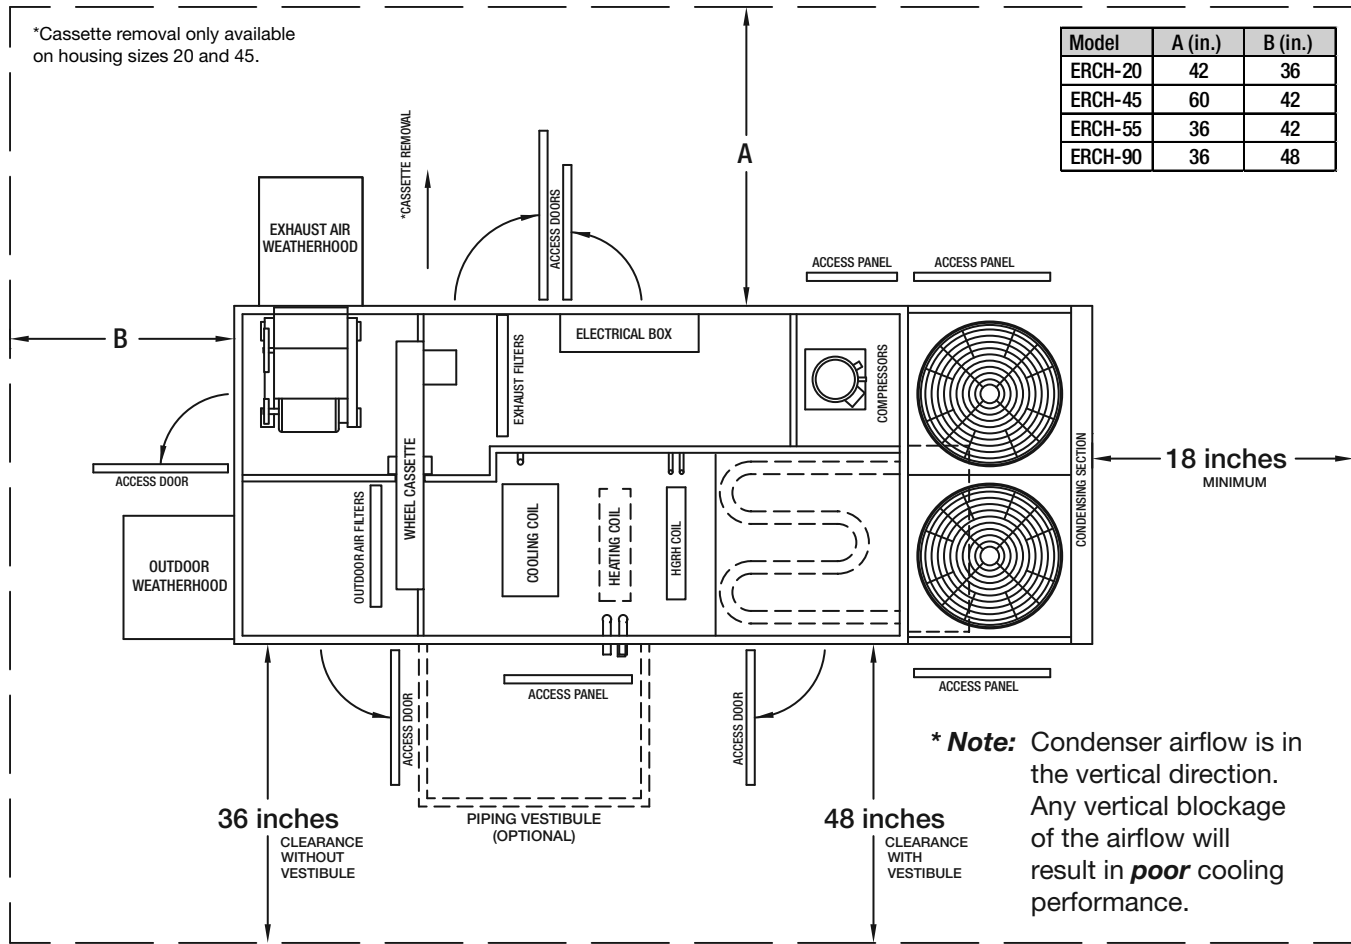 *Cassette removal only available
on housing sizes 20 and 45.
Model A (in.) B (in.)
ERCH-20 42 36
ERCH-45 60 42
ERCH-55 36 42
ERCH-90 36 48
A
*CASSETTE REMOVAL
ACCESS DOORS
EXHAUST AIR
WEATHERHOOD
ACCESS PANEL
ACCESS PANEL
B
EXHAUST FILTERS
ELECTRICAL BOX
COMPRESSORS
WHEEL CASSETTE
ACCESS DOOR
18 inches
MINIMUM
CONDENSING SECTION
OUTDOOR AIR FILTERS
COOLING COIL
HEATING COIL
HGRH COIL
OUTDOOR
WEATHERHOOD
ACCESS DOOR
ACCESS PANEL
ACCESS DOOR
ACCESS PANEL
36 inches
CLEARANCE
WITHOUT
VESTIBULE
PIPING VESTIBULE
(OPTIONAL)
48 inches
CLEARANCE
WITH
VESTIBULE
* Note: Condenser airflow is in
the vertical direction.
Any vertical blockage
of the airflow will
result in poor cooling
performance.